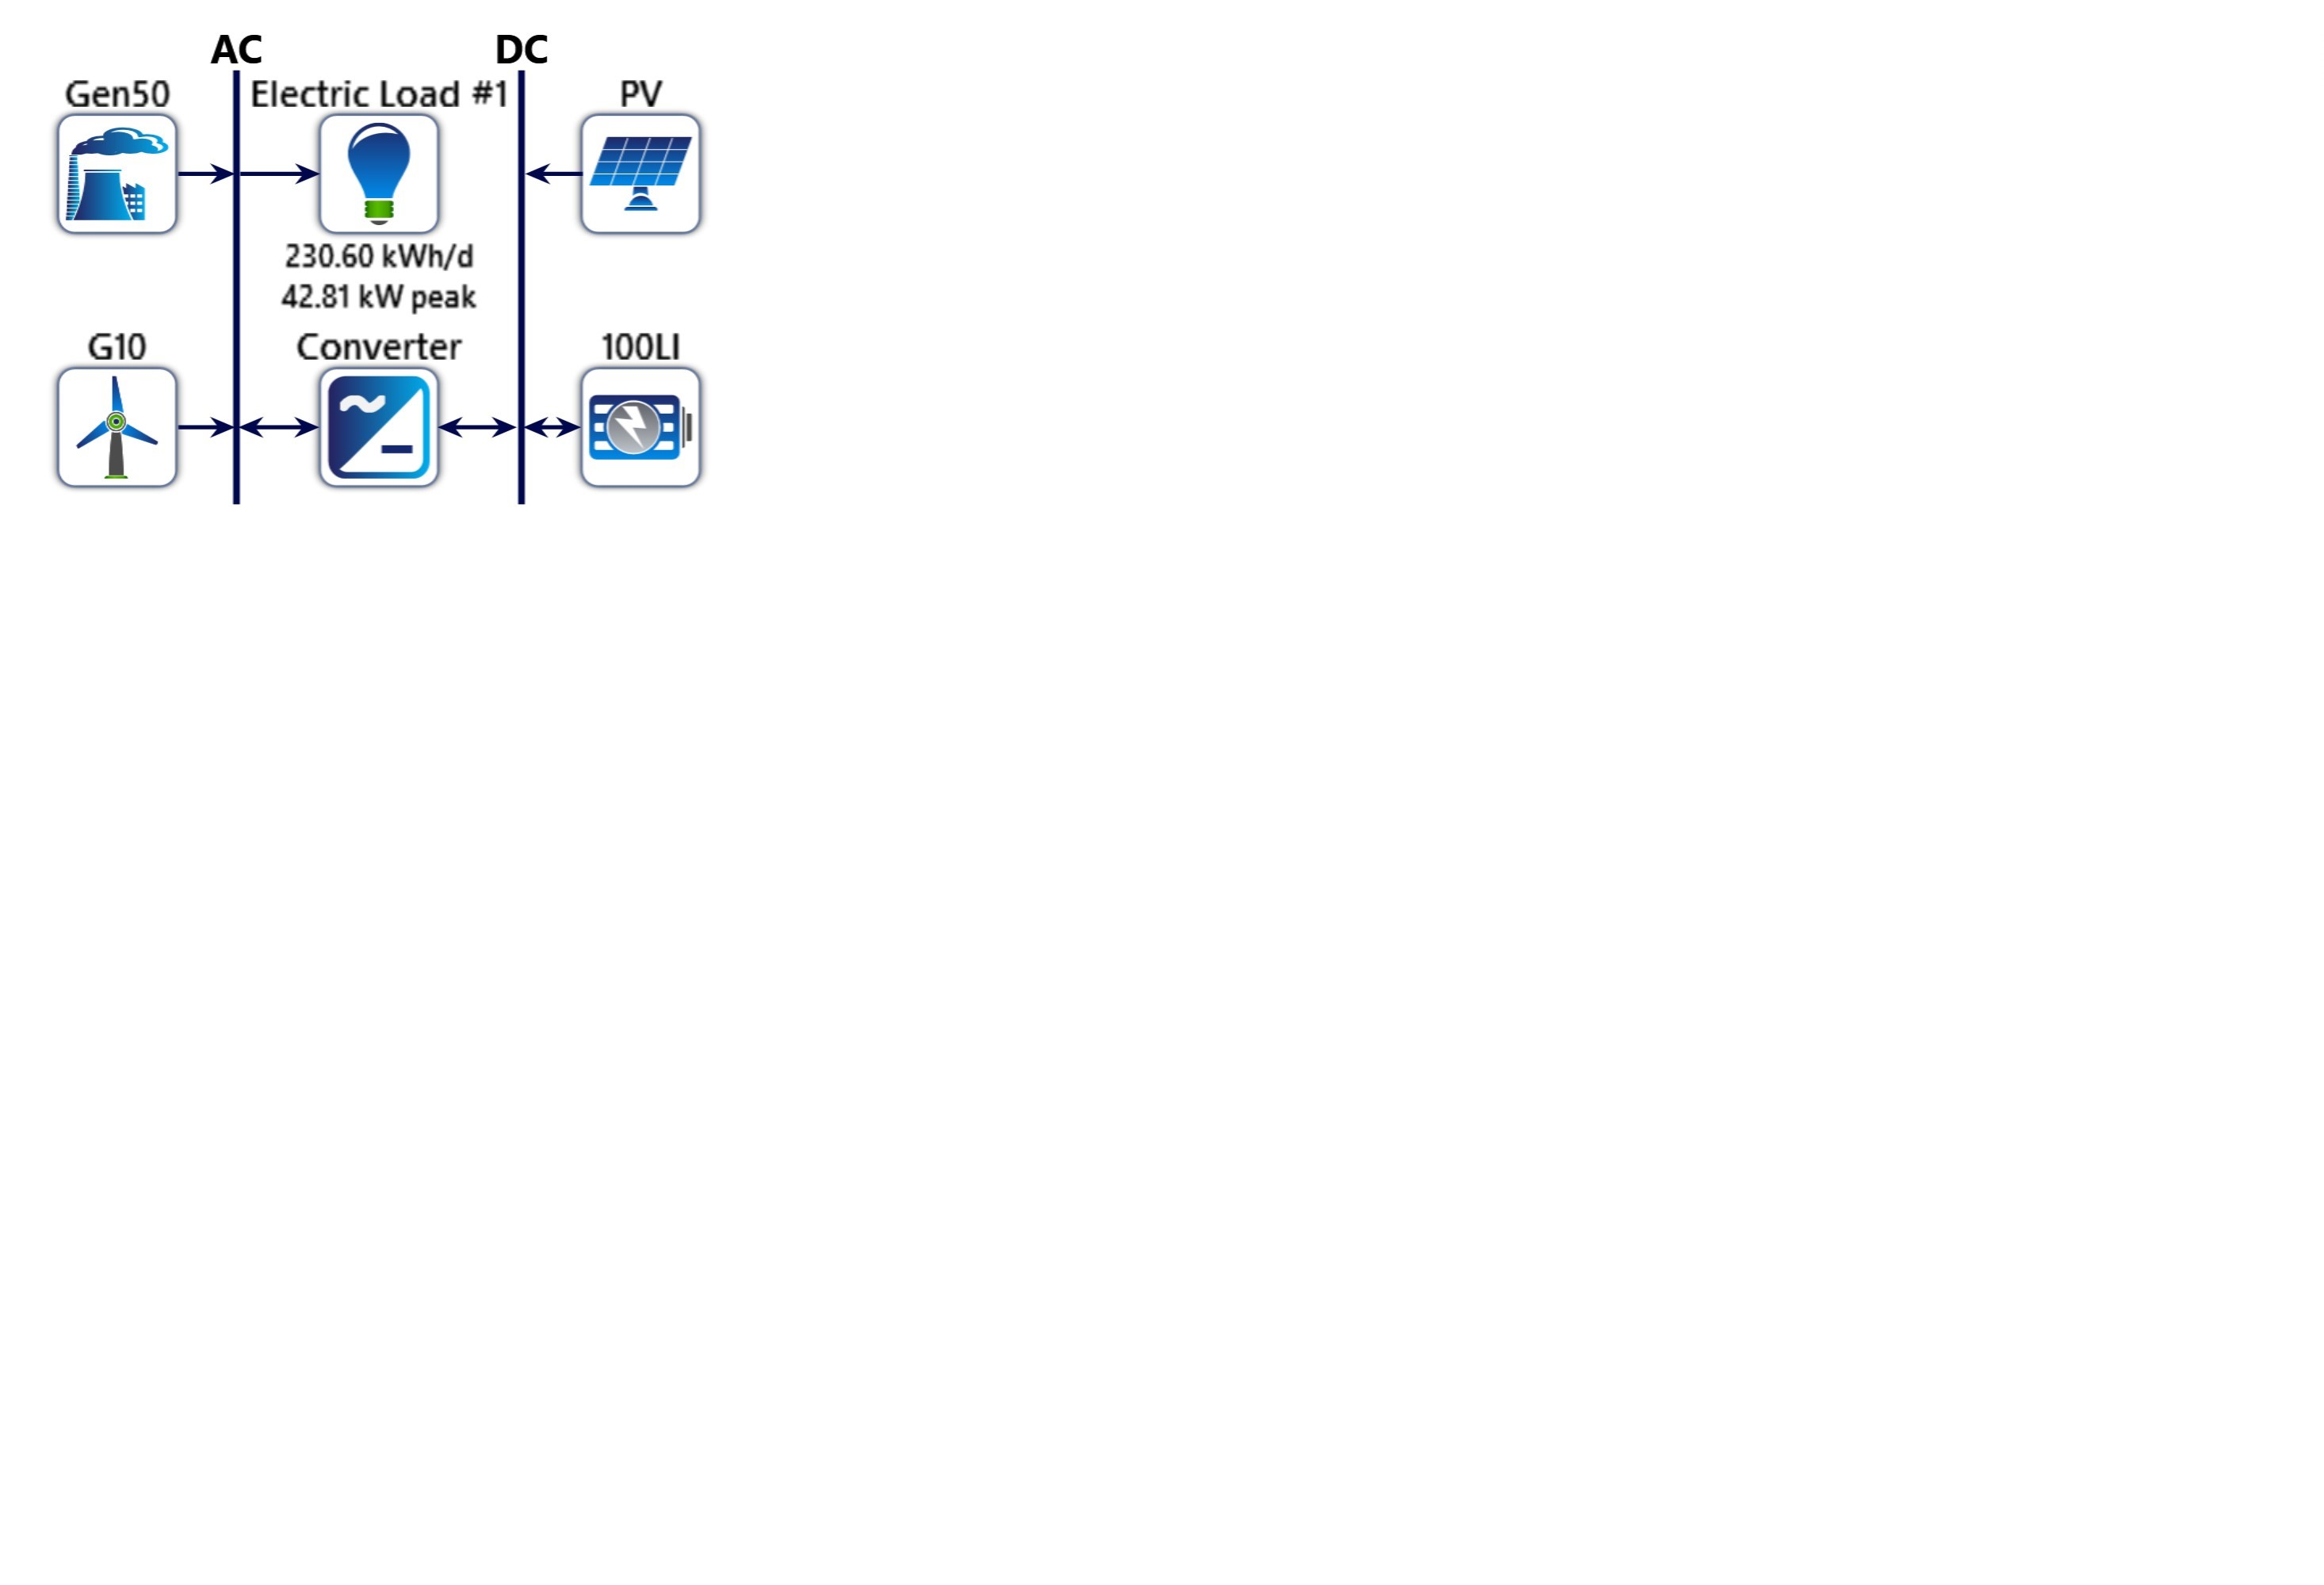 AC
DC
Gen50
Electric Load #1
PV
230.60 kWh/d
42.81 kW peak
G10
Converter
100LI